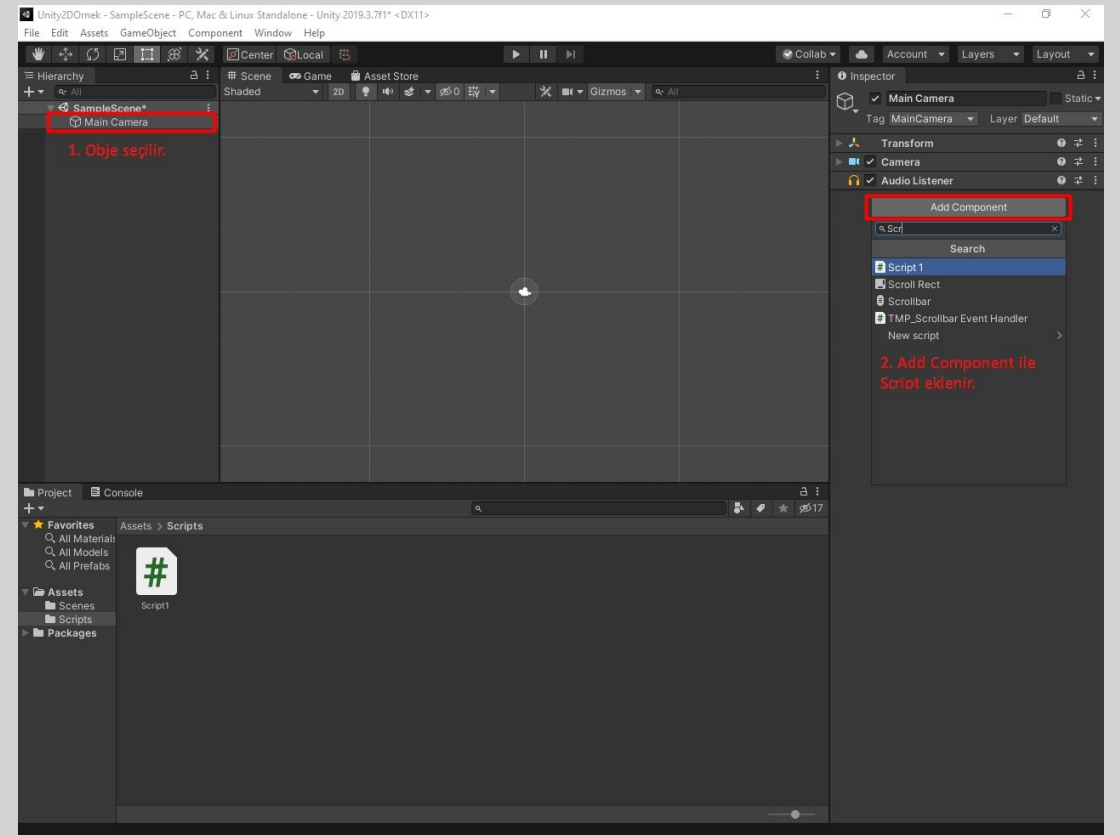 Unity2DOrnek - SampleScene - PC, Mac & Linux Standalone - Unity 2019.3.7f1* <DX11>
File Edit Assets GameObject Component Window Help
Center Local
Collab Account Layers Layout
Hierarchy
All
SampleScene*
Main Camera
1. Obje seçilir.
Scene Game Asset Store
Shaded 2D 0 Gizmos All
Inspector
Main Camera Static
Tag MainCamera Layer Default
Transform
Camera
Audio Listener
Add Component
Scr
Search
Script 1
Scroll Rect
Scrollbar
TMP_Scrollbar Event Handler
New script
2. Add Component ile
Script eklenir.
Project Console
17
Favorites
All Materials
All Models
All Prefabs
Assets
Scenes
Scripts
Packages
Assets > Scripts
Script1